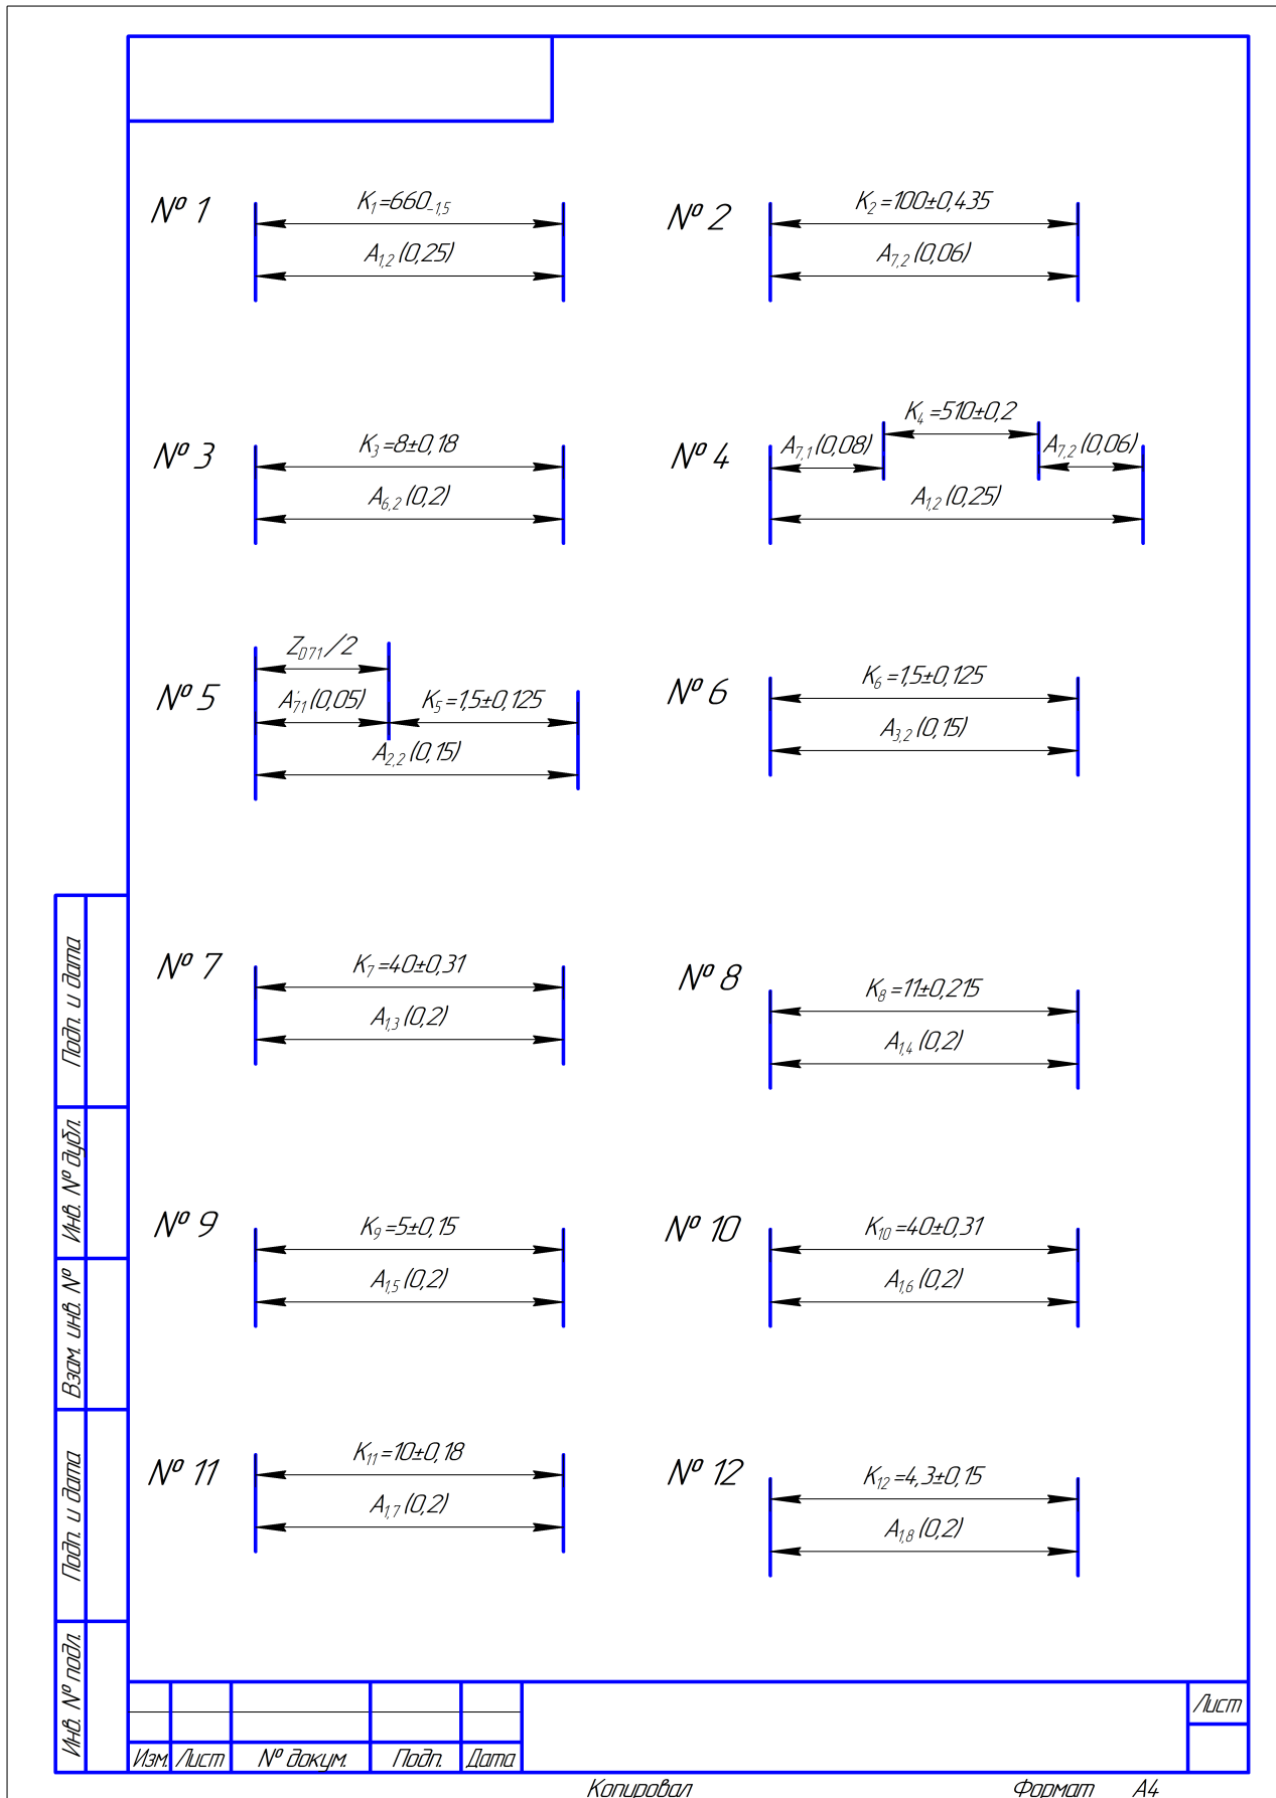 № 1
K₁=660₋₁,₅
A₁,₂ (0,25)
№ 2
K₂=100±0,435
A₇,₂ (0,06)
№ 3
K₃=8±0,18
A₆,₂ (0,2)
№ 4
K₄=510±0,2
A₇,₁ (0,08)
A₇,₂ (0,06)
A₁,₂ (0,25)
№ 5
Z_D71/2
A'₇₁ (0,05)
K₅=1,5±0,125
A₂,₂ (0,15)
№ 6
K₆=1,5±0,125
A₃,₂ (0,15)
№ 7
K₇=40±0,31
A₁,₃ (0,2)
№ 8
K₈=11±0,215
A₁,₄ (0,2)
№ 9
K₉=5±0,15
A₁,₅ (0,2)
№ 10
K₁₀=40±0,31
A₁,₆ (0,2)
№ 11
K₁₁=10±0,18
A₁,₇ (0,2)
№ 12
K₁₂=4,3±0,15
A₁,₈ (0,2)
Подп. и дата
Инв. № дубл.
Взам. инв. №
Подп. и дата
Инв. № подл.
Изм. Лист № докум. Подп. Дата
Лист
Копировал Формат A4